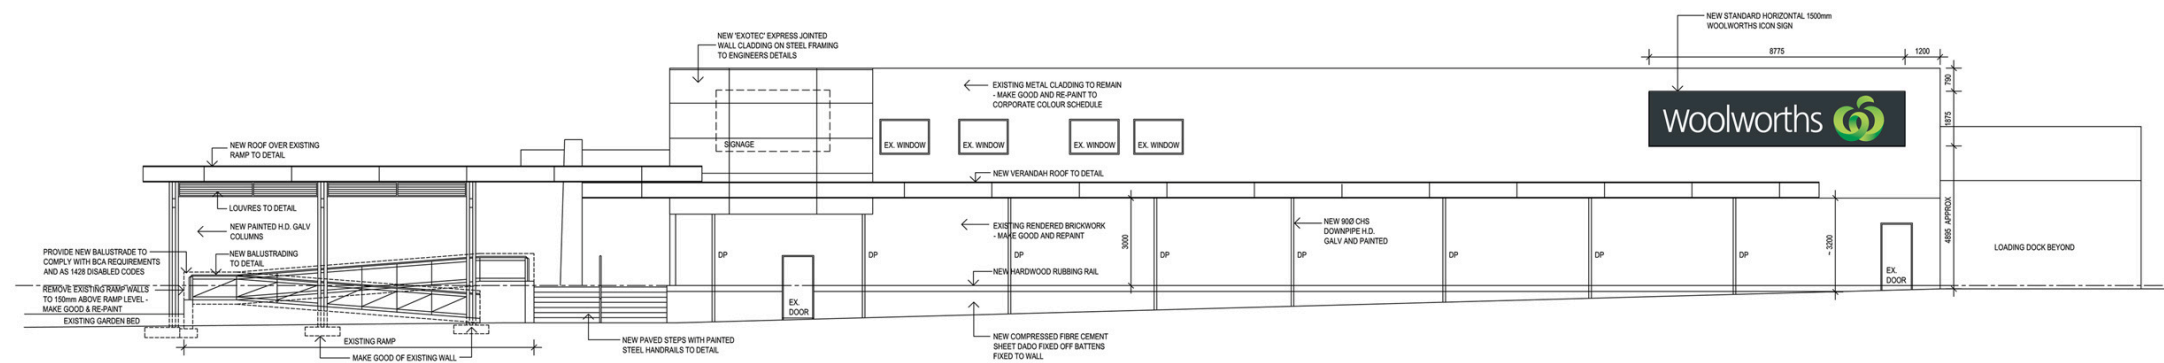 NEW STANDARD HORIZONTAL 1500mm
WOOLWORTHS ICON SIGN
NEW 'EXOTEC' EXPRESS JOINTED
WALL CLADDING ON STEEL FRAMING
TO ENGINEERS DETAILS
8775
1200
EXISTING METAL CLADDING TO REMAIN
- MAKE GOOD AND RE-PAINT TO
CORPORATE COLOUR SCHEDULE
790
Woolworths
1875
SIGNAGE
EX. WINDOW
EX. WINDOW
EX. WINDOW
EX. WINDOW
NEW ROOF OVER EXISTING
RAMP TO DETAIL
NEW VERANDAH ROOF TO DETAIL
LOUVRES TO DETAIL
NEW PAINTED H.D. GALV
COLUMNS
EXISTING RENDERED BRICKWORK
- MAKE GOOD AND REPAINT
3000
NEW 90Ø CHS
DOWNPIPE H.D.
GALV AND PAINTED
~ 3200
4895 APPROX
LOADING DOCK BEYOND
PROVIDE NEW BALUSTRADE TO
COMPLY WITH BCA REQUIREMENTS
AND AS 1428 DISABLED CODES
NEW BALUSTRADING
TO DETAIL
DP
DP
DP
DP
DP
DP
DP
DP
NEW HARDWOOD RUBBING RAIL
EX.
DOOR
REMOVE EXISTING RAMP WALLS
TO 150mm ABOVE RAMP LEVEL -
MAKE GOOD & RE-PAINT
EXISTING GARDEN BED
EX.
DOOR
EXISTING RAMP
MAKE GOOD OF EXISTING WALL
NEW PAVED STEPS WITH PAINTED
STEEL HANDRAILS TO DETAIL
NEW COMPRESSED FIBRE CEMENT
SHEET DADO FIXED OFF BATTENS
FIXED TO WALL